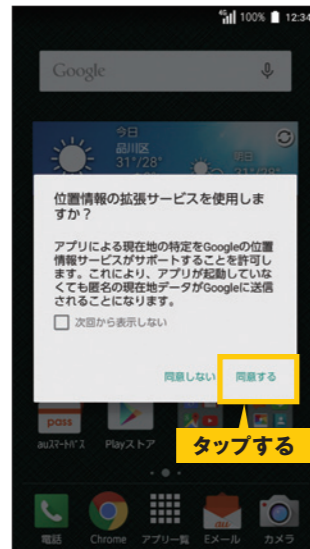 4G 100% 12:34
Google
今日
品川区
31°/28°
明日
31°/28°
位置情報の拡張サービスを使用しま
すか？
アプリによる現在地の特定をGoogleの位置
情報サービスがサポートすることを許可し
ます。これにより、アプリが起動していな
くても匿名の現在地データがGoogleに送信
されることになります。
次回から表示しない
同意しない 同意する
タップする
pass
auスマートパス Playストア
au
電話 Chrome アプリ一覧 Eメール カメラ